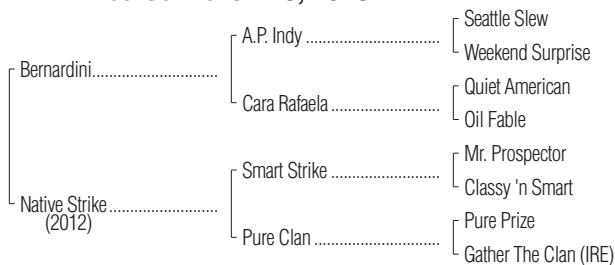 Seattle Slew
A.P. Indy
Weekend Surprise
Bernardini
Quiet American
Cara Rafaela
Oil Fable
Mr. Prospector
Smart Strike
Classy 'n Smart
Native Strike
(2012)
Pure Prize
Pure Clan
Gather The Clan (IRE)